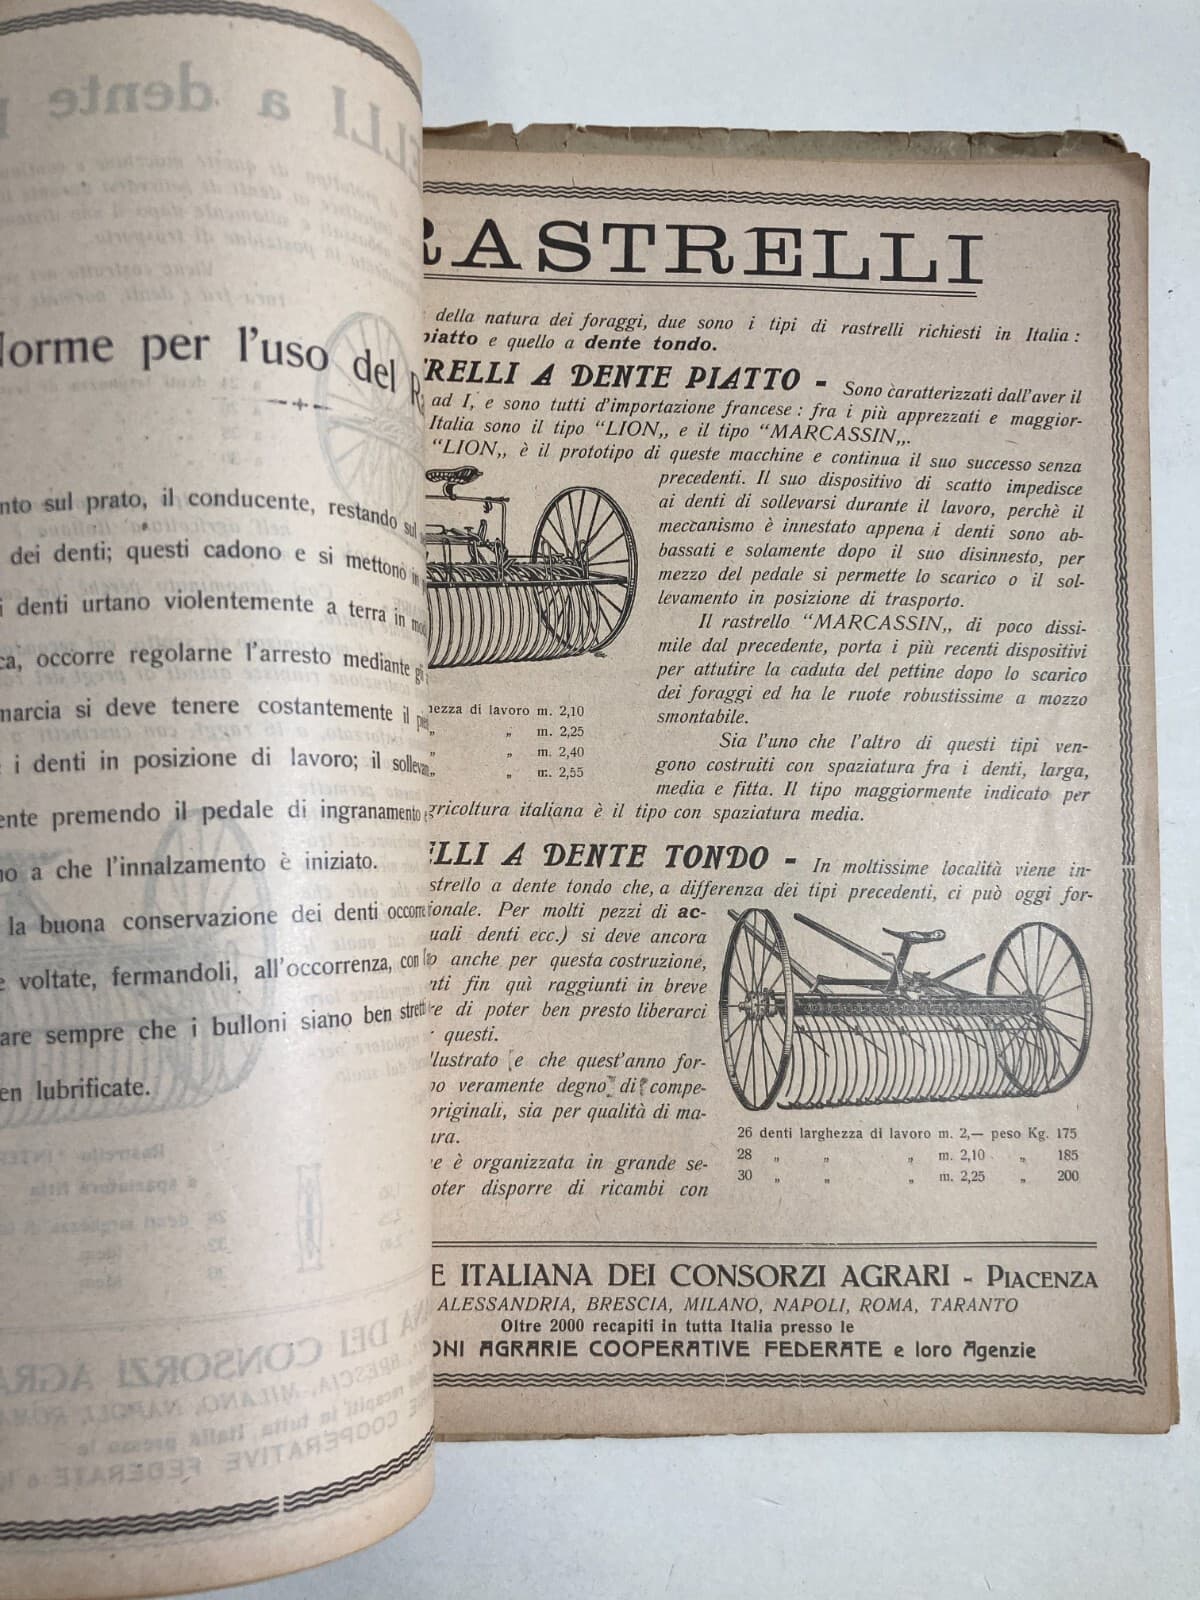 Norme per l'uso del
nto sul prato, il conducente, restando sul
dei denti; questi cadono e si mettono in
i denti urtano violentemente a terra in mod
ca, occorre regolarne l'arresto mediante gli
marcia si deve tenere costantemente il
i denti in posizione di lavoro; il sollevam
ente premendo il pedale di ingranamento e
no a che l'innalzamento è iniziato.
la buona conservazione dei denti occorre
e voltate, fermandoli, all'occorrenza, con
are sempre che i bulloni siano ben stretti
en lubrificate.
RASTRELLI
della natura dei foraggi, due sono i tipi di rastrelli richiesti in Italia :
piatto e quello a dente tondo.
TRELLI A DENTE PIATTO - Sono caratterizzati dall'aver il
ad I, e sono tutti d'importazione francese : fra i più apprezzati e maggior-
Italia sono il tipo "LION„ e il tipo "MARCASSIN„.
"LION„ è il prototipo di queste macchine e continua il suo successo senza
precedenti. Il suo dispositivo di scatto impedisce
ai denti di sollevarsi durante il lavoro, perchè il
meccanismo è innestato appena i denti sono ab-
bassati e solamente dopo il suo disinnesto, per
mezzo del pedale si permette lo scarico o il sol-
levamento in posizione di trasporto.
Il rastrello "MARCASSIN„ di poco dissi-
mile dal precedente, porta i più recenti dispositivi
per attutire la caduta del pettine dopo lo scarico
dei foraggi ed ha le ruote robustissime a mozzo
smontabile.
Sia l'uno che l'altro di questi tipi ven-
gono costruiti con spaziatura fra i denti, larga,
media e fitta. Il tipo maggiormente indicato per
gricoltura italiana è il tipo con spaziatura media.
hezza di lavoro m. 2,10
„ „ m. 2,25
„ „ m. 2,40
„ „ m. 2,55
ELLI A DENTE TONDO - In moltissime località viene in-
strello a dente tondo che, a differenza dei tipi precedenti, ci può oggi for-
ionale. Per molti pezzi di ac-
uali denti ecc.) si deve ancora
o anche per questa costruzione,
nti fin quì raggiunti in breve
re di poter ben presto liberarci
r questi.
llustrato e che quest'anno for-
po veramente degno di compe-
originali, sia per qualità di ma-
ura.
ne è organizzata in grande se-
oter disporre di ricambi con
26 denti larghezza di lavoro m. 2,— peso Kg. 175
28 „ „ „ m. 2,10 „ 185
30 „ „ „ m. 2,25 „ 200
E ITALIANA DEI CONSORZI AGRARI - PIACENZA
ALESSANDRIA, BRESCIA, MILANO, NAPOLI, ROMA, TARANTO
Oltre 2000 recapiti in tutta Italia presso le
ONI AGRARIE COOPERATIVE FEDERATE e loro Agenzie